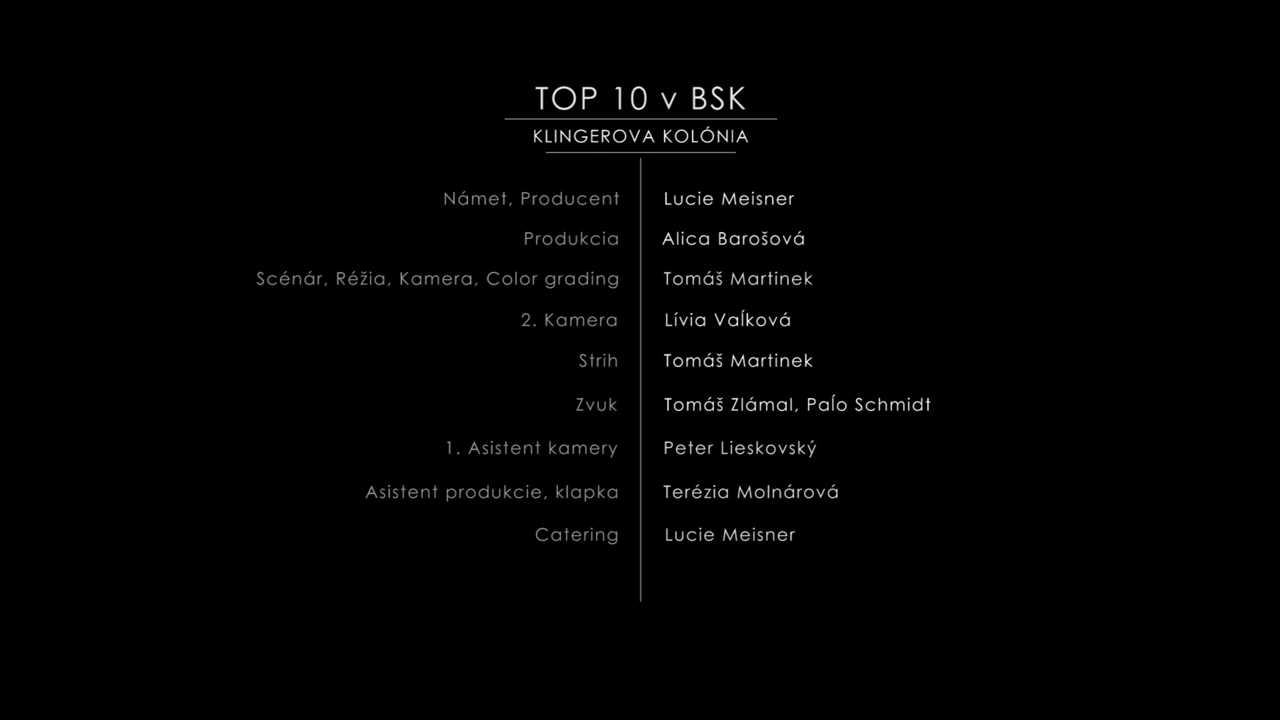 TOP 10 v BSK
KLINGEROVA KOLÓNIA
Námet, Producent Lucie Meisner
Produkcia Alica Barošová
Scénár, Réžia, Kamera, Color grading Tomáš Martinek
2. Kamera Lívia Vaĺková
Strih Tomáš Martinek
Zvuk Tomáš Zlámal, Paĺo Schmidt
1. Asistent kamery Peter Lieskovský
Asistent produkcie, klapka Terézia Molnárová
Catering Lucie Meisner